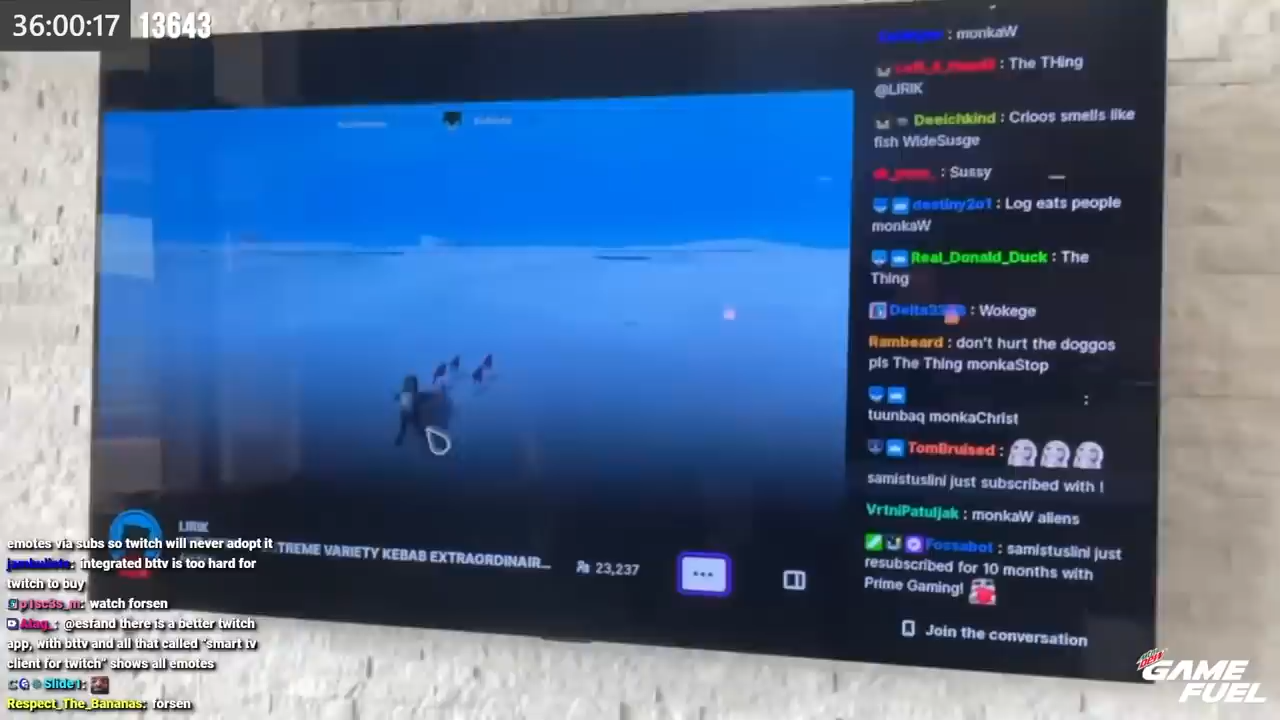 36:00:17 13643
: monkaW
: The THing
@LIRIK
Deeichkind : Crloos smells like
fish WideSusge
: Sussy
destiny2o1 : Log eats people
monkaW
Real_Donald_Duck : The
Thing
: Wokege
Rambeard : don't hurt the doggos
pls The Thing monkaStop
:
tuunbaq monkaChrist
TomBruised :
samistuslini just subscribed with !
VrtniPatuljak : monkaW aliens
Fossabot : samistuslini just
resubscribed for 10 months with
Prime Gaming!
Join the conversation
LIRIK
TREME VARIETY KEBAB EXTRAORDINAIR...
23,237
...
emotes via subs so twitch will never adopt it
: integrated bttv is too hard for
twitch to buy
p1sc3s_m: watch forsen
Atag_: @esfand there is a better twitch
app, with bttv and all that called "smart tv
client for twitch" shows all emotes
Slide1:
Respect_The_Bananas: forsen
GAME
FUEL